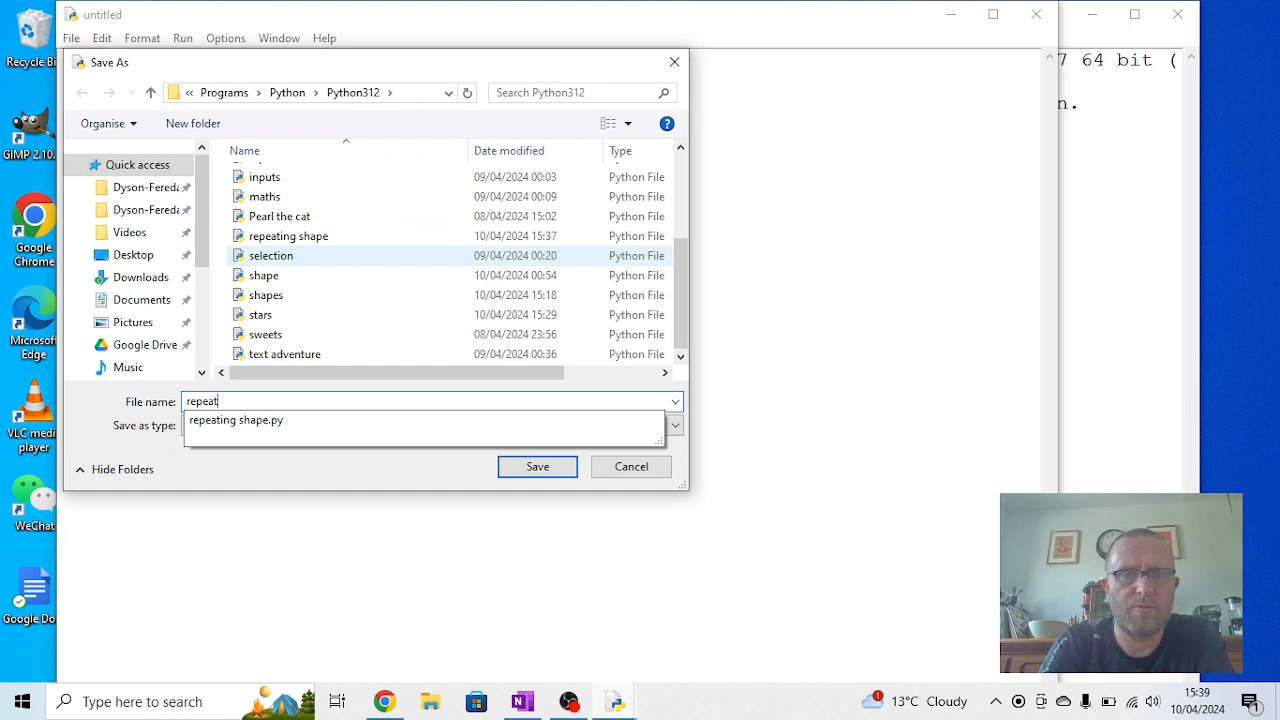 untitled
File Edit Format Run Options Window Help
Save As
« Programs > Python > Python312 >
Search Python312
Organise New folder
Name Date modified Type
Quick access
Dyson-Fereda
Dyson-Fereda
Videos
Desktop
Downloads
Documents
Pictures
Google Drive
Music
inputs 09/04/2024 00:03 Python File
maths 09/04/2024 00:09 Python File
Pearl the cat 08/04/2024 15:02 Python File
repeating shape 10/04/2024 15:37 Python File
selection 09/04/2024 00:20 Python File
shape 10/04/2024 00:54 Python File
shapes 10/04/2024 15:18 Python File
stars 10/04/2024 15:29 Python File
sweets 08/04/2024 23:56 Python File
text adventure 09/04/2024 00:36 Python File
File name: repeat
repeating shape.py
Save as type:
Hide Folders
Save Cancel
7 64 bit (
n.
Recycle Bi
GIMP 2.10.
Google
Chrome
Microsof
Edge
VLC media
player
WeChat
Google Do
Type here to search
13°C Cloudy
15:39
10/04/2024